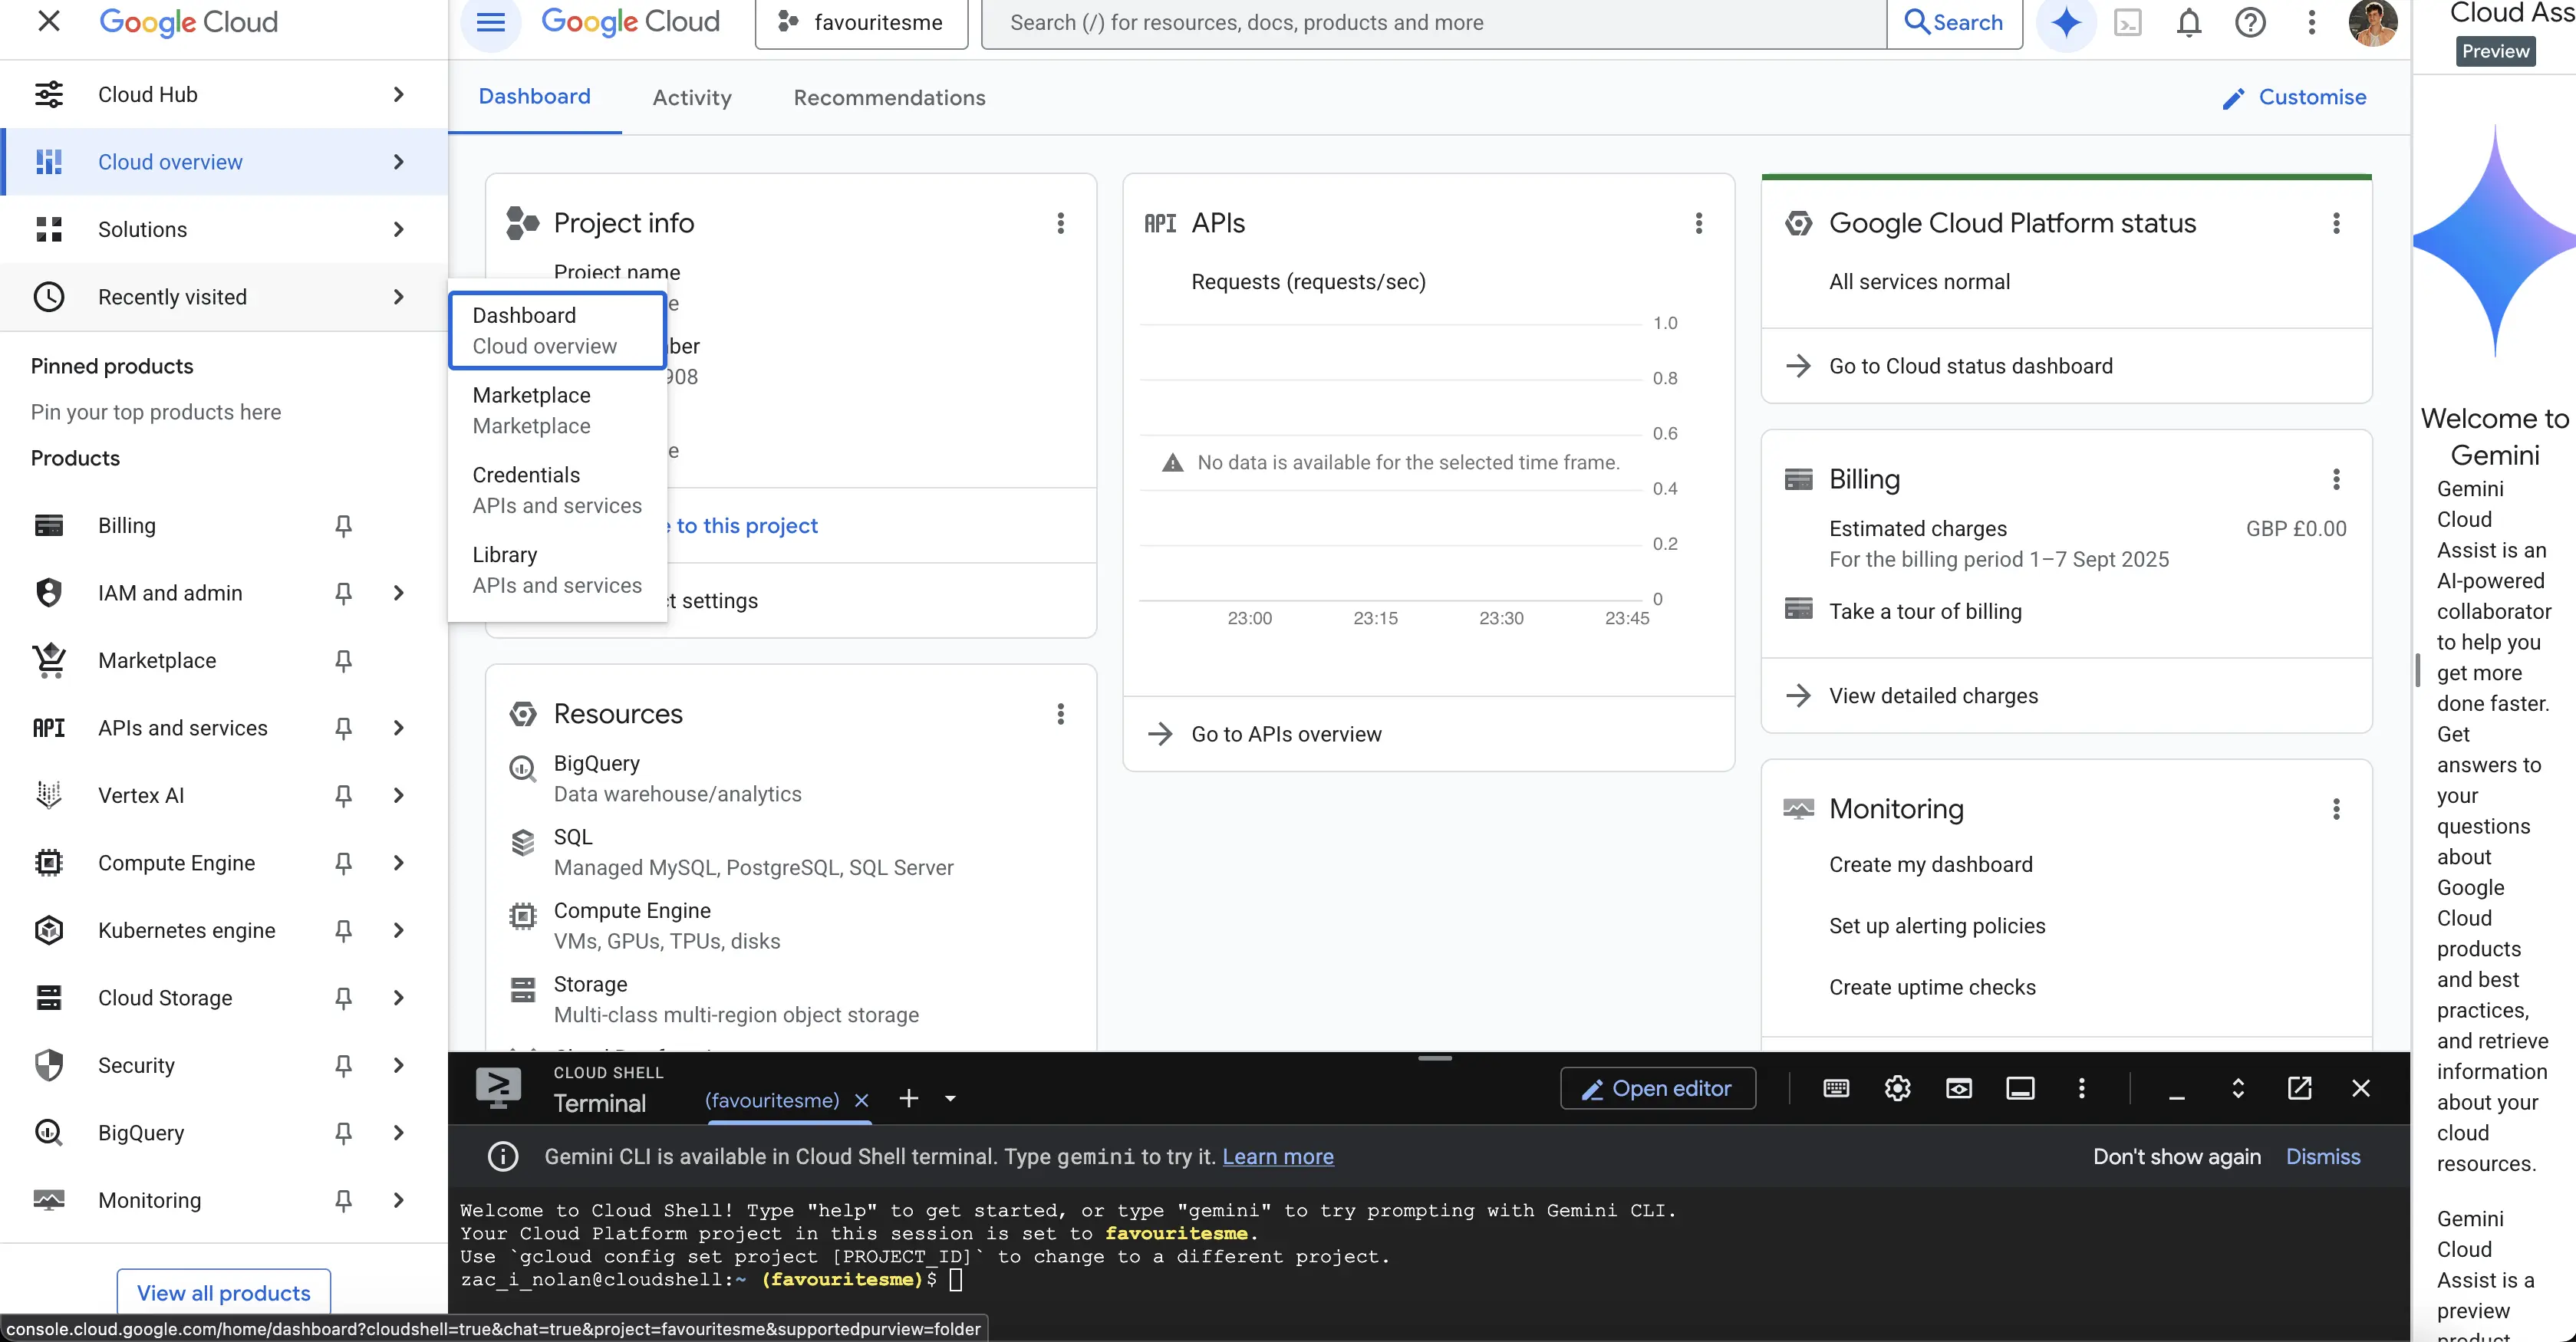 Google Cloud
Cloud Hub
Cloud overview
Solutions
Recently visited
Pinned products
Pin your top products here
Products
Billing
IAM and admin
Marketplace
API APIs and services
Vertex AI
Compute Engine
Kubernetes engine
Cloud Storage
Security
BigQuery
Monitoring
View all products
console.cloud.google.com/home/dashboard?cloudshell=true&chat=true&project=favouritesme&supportedpurview=folder
Dashboard
Cloud overview
Marketplace
Marketplace
Credentials
APIs and services
Library
APIs and services
Google Cloud
favouritesme
Search (/) for resources, docs, products and more
Search
Dashboard
Activity
Recommendations
Customise
Project info
Project name
e
ber
908
e
to this project
settings
Resources
BigQuery
Data warehouse/analytics
SQL
Managed MySQL, PostgreSQL, SQL Server
Compute Engine
VMs, GPUs, TPUs, disks
Storage
Multi-class multi-region object storage
API APIs
Requests (requests/sec)
1.0
0.8
0.6
No data is available for the selected time frame.
0.4
0.2
0
23:00 23:15 23:30 23:45
Go to APIs overview
Google Cloud Platform status
All services normal
Go to Cloud status dashboard
Billing
Estimated charges GBP £0.00
For the billing period 1–7 Sept 2025
Take a tour of billing
View detailed charges
Monitoring
Create my dashboard
Set up alerting policies
Create uptime checks
CLOUD SHELL
Terminal
(favouritesme)
Open editor
Gemini CLI is available in Cloud Shell terminal. Type gemini to try it. Learn more
Don't show again
Dismiss
Welcome to Cloud Shell! Type "help" to get started, or type "gemini" to try prompting with Gemini CLI.
Your Cloud Platform project in this session is set to favouritesme.
Use `gcloud config set project [PROJECT_ID]` to change to a different project.
zac_i_nolan@cloudshell:~ (favouritesme)$
Cloud Ass
Preview
Welcome to
Gemini
Gemini
Cloud
Assist is an
AI-powered
collaborator
to help you
get more
done faster.
Get
answers to
your
questions
about
Google
Cloud
products
and best
practices,
and retrieve
information
about your
cloud
resources.
Gemini
Cloud
Assist is a
preview
product